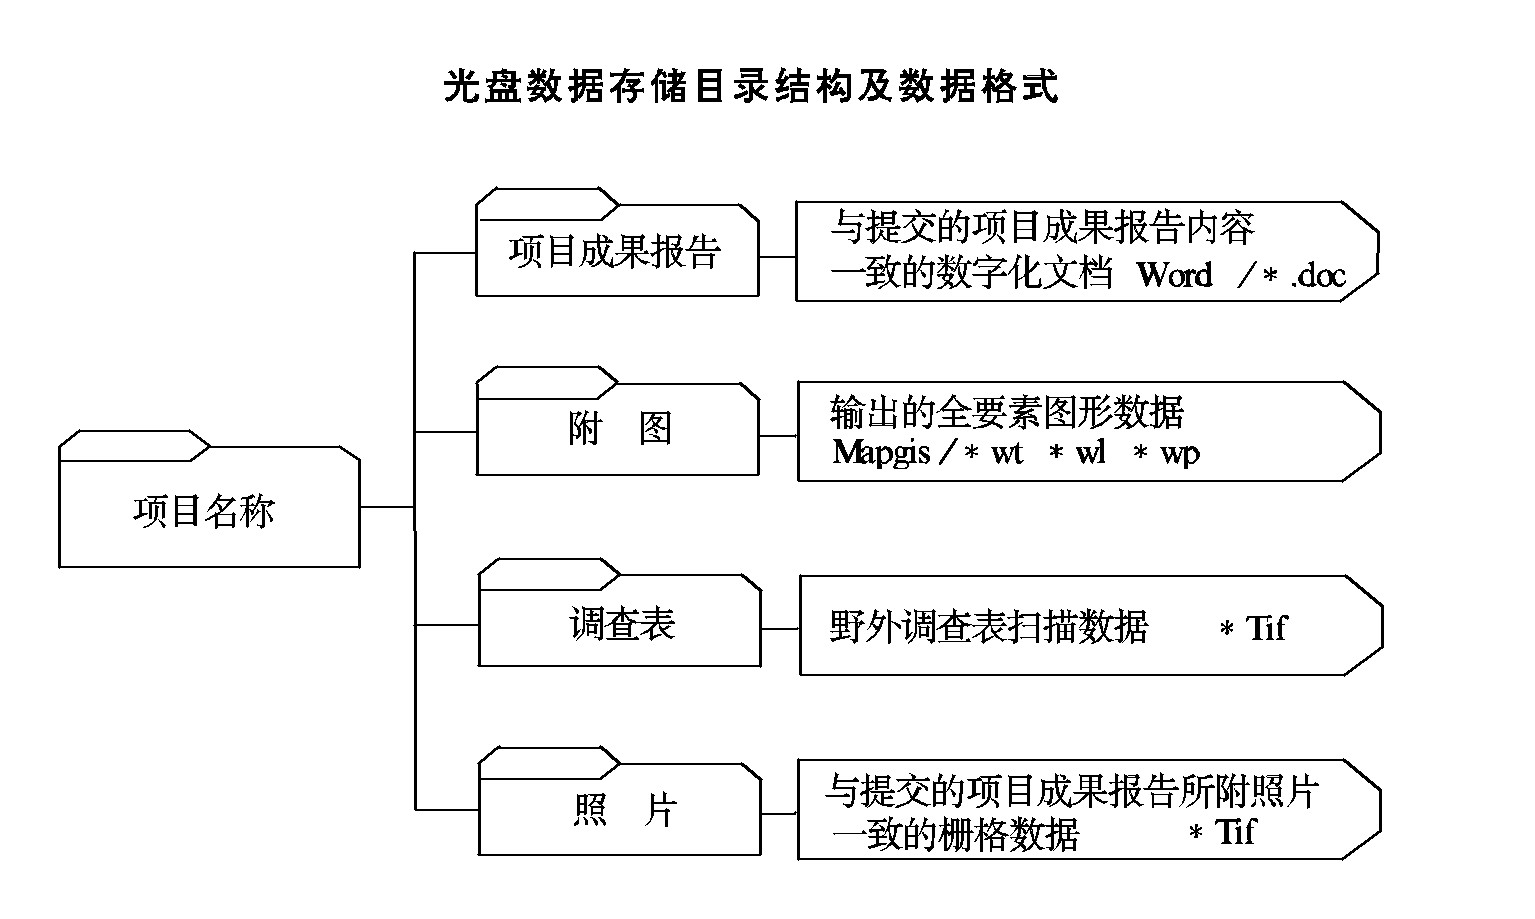 光盘数据存储目录结构及数据格式
项目成果报告
与提交的项目成果报告内容
一致的数字化文档 Word /* .doc
附 图
输出的全要素图形数据
Mapgis/* wt * wl * wp
项目名称
调查表
野外调查表扫描数据 * Tif
照 片
与提交的项目成果报告所附照片
一致的栅格数据 * Tif